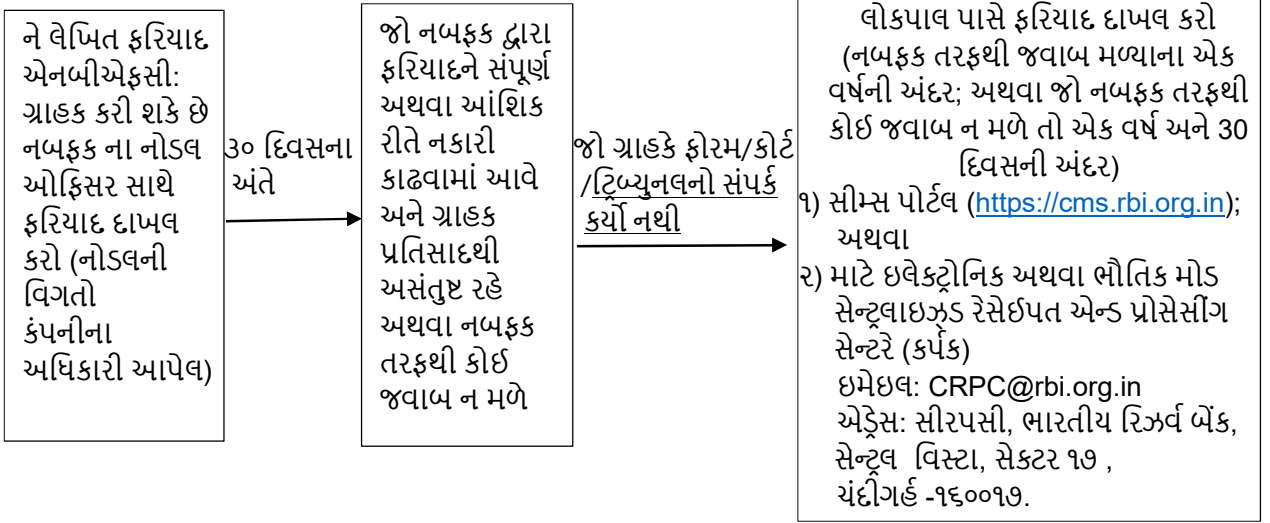 ને લેખિત ફરિયાદ
એનબીએફસી:
ગ્રાહક કરી શકે છે
નબફક ના નોડલ
ઓફિસર સાથે
ફરિયાદ દાખલ
કરો (નોડલની
વિગતો
કંપનીના
અધિકારી આપેલ)
૩૦ દિવસના
અંતે
જો નબફક દ્વારા
ફરિયાદને સંપૂર્ણ
અથવા આંશિક
રીતે નકારી
કાઢવામાં આવે
અને ગ્રાહક
પ્રતિસાદથી
અસંતુષ્ટ રહે
અથવા નબફક
તરફથી કોઈ
જવાબ ન મળે
જો ગ્રાહકે ફોરમ/કોર્ટ
/ટ્રિબ્યુનલનો સંપર્ક
કર્યો નથી
લોકપાલ પાસે ફરિયાદ દાખલ કરો
(નબફક તરફથી જવાબ મળ્યાના એક
વર્ષની અંદર; અથવા જો નબફક તરફથી
કોઈ જવાબ ન મળે તો એક વર્ષ અને 30
દિવસની અંદર)
૧) સીમ્સ પોર્ટલ (https://cms.rbi.org.in);
અથવા
૨) માટે ઇલેક્ટ્રોનિક અથવા ભૌતિક મોડ
સેન્ટ્રલાઇઝ્ડ રેસેઈપત એન્ડ પ્રોસેસીંગ
સેન્ટરે (કર્પક)
ઇમેઇલ: CRPC@rbi.org.in
એડ્રેસ: સીરપસી, ભારતીય રિઝર્વ બેંક,
સેન્ટ્રલ વિસ્ટા, સેકટર ૧૭ ,
ચંદીગર્હ -૧૬૦૦૧૭.